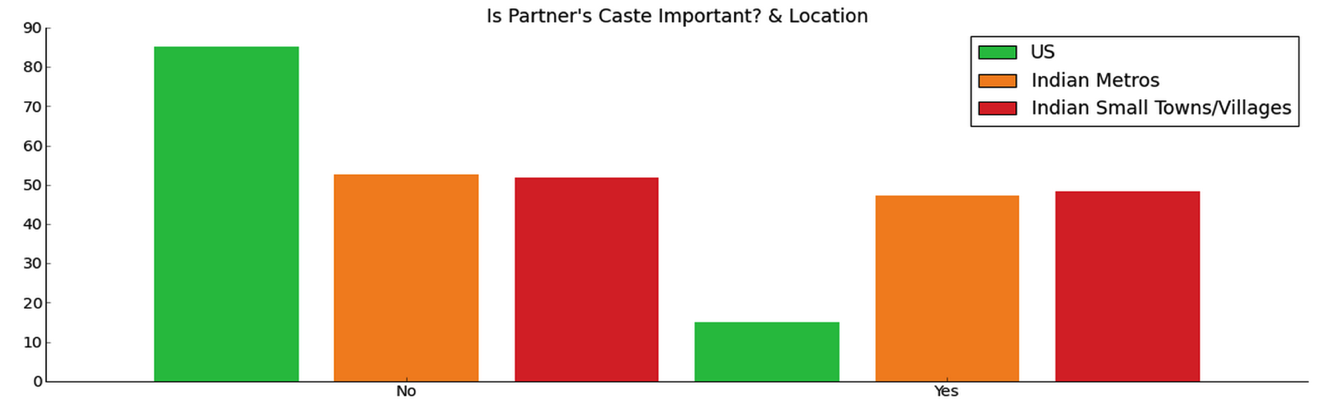 Is Partner's Caste Important? & Location
90
80
70
60
50
40
30
20
10
0
US
Indian Metros
Indian Small Towns/Villages
No
Yes